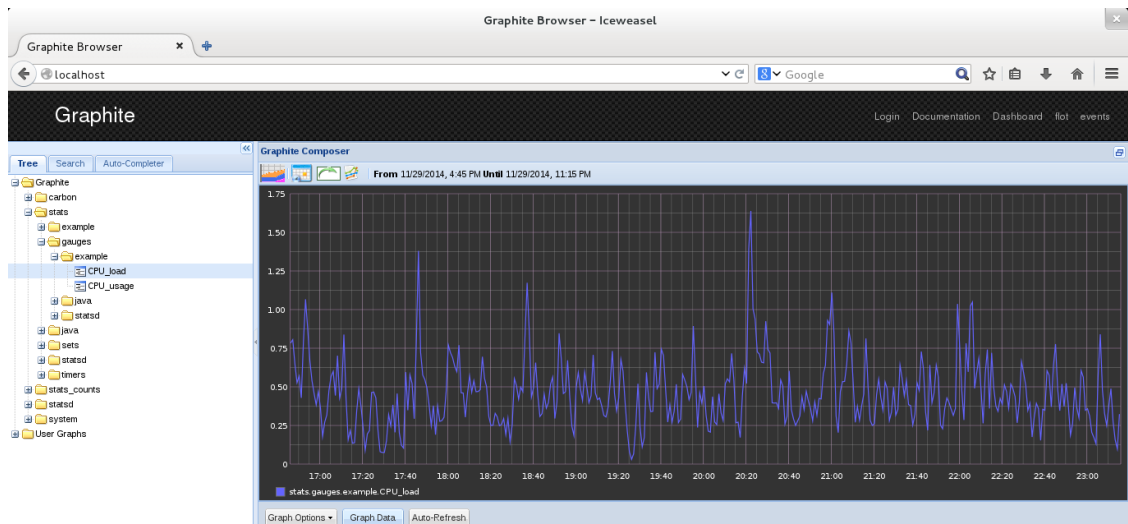 Graphite Browser – Iceweasel
Graphite Browser
localhost
Google
Graphite
Login Documentation Dashboard flot events
Tree Search Auto-Completer
Graphite
carbon
stats
example
gauges
example
CPU_load
CPU_usage
java
statsd
java
sets
statsd
timers
stats_counts
statsd
system
User Graphs
Graphite Composer
From 11/29/2014, 4:45 PM Until 11/29/2014, 11:15 PM
1.75
1.50
1.25
1.00
0.75
0.50
0.25
0
17:00 17:20 17:40 18:00 18:20 18:40 19:00 19:20 19:40 20:00 20:20 20:40 21:00 21:20 21:40 22:00 22:20 22:40 23:00
stats.gauges.example.CPU_load
Graph Options Graph Data Auto-Refresh